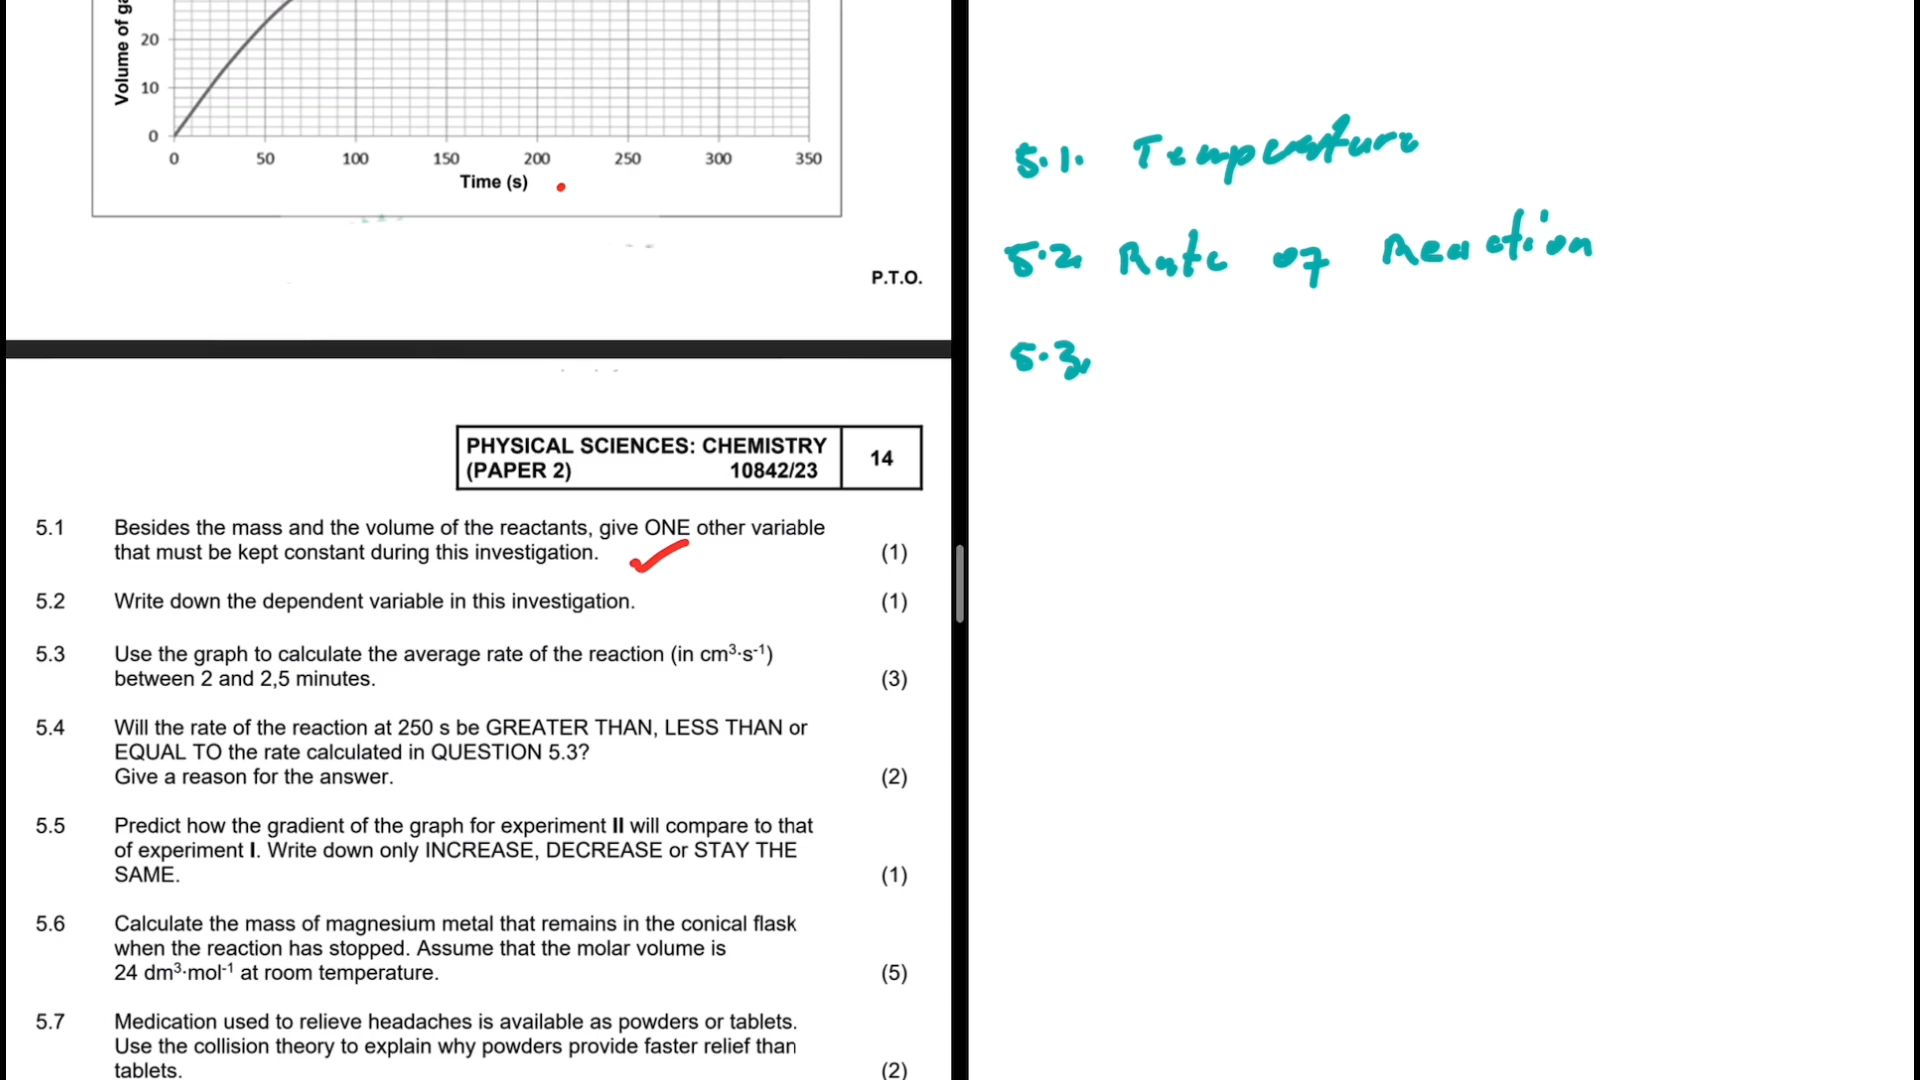 Volume of ga
20
10
0
0 50 100 150 200 250 300 350
Time (s)
P.T.O.
PHYSICAL SCIENCES: CHEMISTRY
(PAPER 2) 10842/23
14
5.1 Besides the mass and the volume of the reactants, give ONE other variable
that must be kept constant during this investigation. (1)
5.2 Write down the dependent variable in this investigation. (1)
5.3 Use the graph to calculate the average rate of the reaction (in cm³·s⁻¹)
between 2 and 2,5 minutes. (3)
5.4 Will the rate of the reaction at 250 s be GREATER THAN, LESS THAN or
EQUAL TO the rate calculated in QUESTION 5.3?
Give a reason for the answer. (2)
5.5 Predict how the gradient of the graph for experiment II will compare to that
of experiment I. Write down only INCREASE, DECREASE or STAY THE
SAME. (1)
5.6 Calculate the mass of magnesium metal that remains in the conical flask
when the reaction has stopped. Assume that the molar volume is
24 dm³·mol⁻¹ at room temperature. (5)
5.7 Medication used to relieve headaches is available as powders or tablets.
Use the collision theory to explain why powders provide faster relief than
tablets. (2)
5.1. Temperature
5.2. Rate of Reaction
5.3.